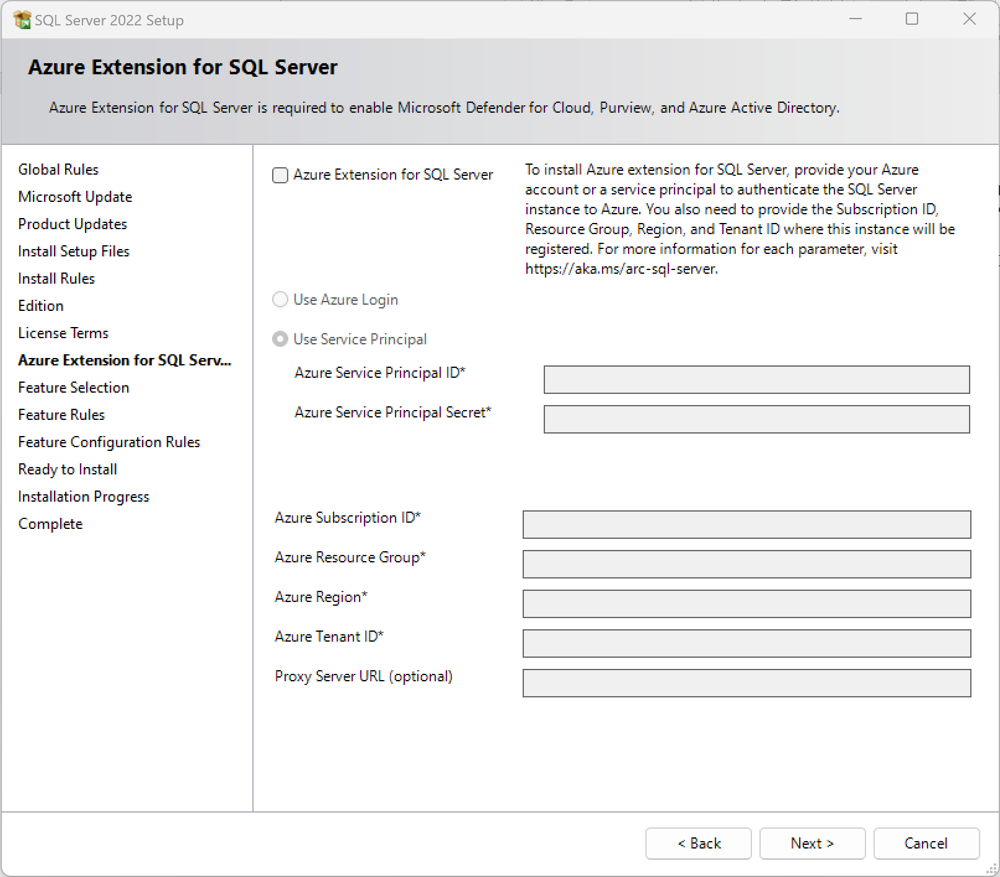 SQL Server 2022 Setup
Azure Extension for SQL Server
Azure Extension for SQL Server is required to enable Microsoft Defender for Cloud, Purview, and Azure Active Directory.
Global Rules
Microsoft Update
Product Updates
Install Setup Files
Install Rules
Edition
License Terms
Azure Extension for SQL Serv...
Feature Selection
Feature Rules
Feature Configuration Rules
Ready to Install
Installation Progress
Complete
Azure Extension for SQL Server
To install Azure extension for SQL Server, provide your Azure
account or a service principal to authenticate the SQL Server
instance to Azure. You also need to provide the Subscription ID,
Resource Group, Region, and Tenant ID where this instance will be
registered. For more information for each parameter, visit
https://aka.ms/arc-sql-server.
Use Azure Login
Use Service Principal
Azure Service Principal ID*
Azure Service Principal Secret*
Azure Subscription ID*
Azure Resource Group*
Azure Region*
Azure Tenant ID*
Proxy Server URL (optional)
< Back
Next >
Cancel